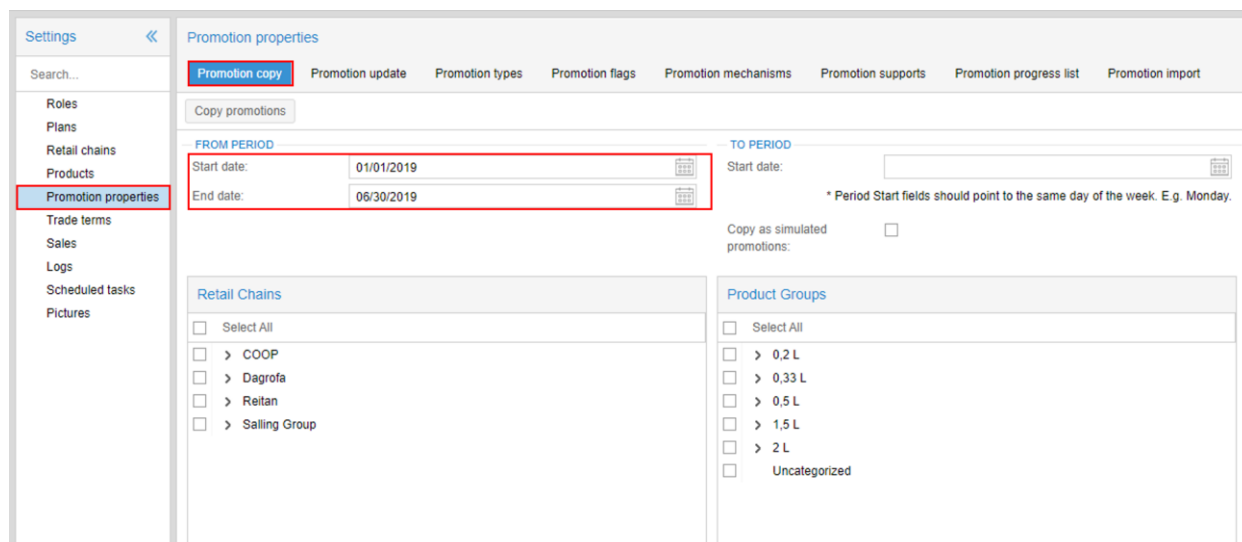 Settings
Promotion properties
Search...
Promotion copy Promotion update Promotion types Promotion flags Promotion mechanisms Promotion supports Promotion progress list Promotion import
Roles
Plans
Retail chains
Products
Promotion properties
Trade terms
Sales
Logs
Scheduled tasks
Pictures
Copy promotions
FROM PERIOD
Start date: 01/01/2019
End date: 06/30/2019
TO PERIOD
Start date:
* Period Start fields should point to the same day of the week. E.g. Monday.
Copy as simulated
promotions:
Retail Chains
Select All
COOP
Dagrofa
Reitan
Salling Group
Product Groups
Select All
0,2 L
0,33 L
0,5 L
1,5 L
2 L
Uncategorized